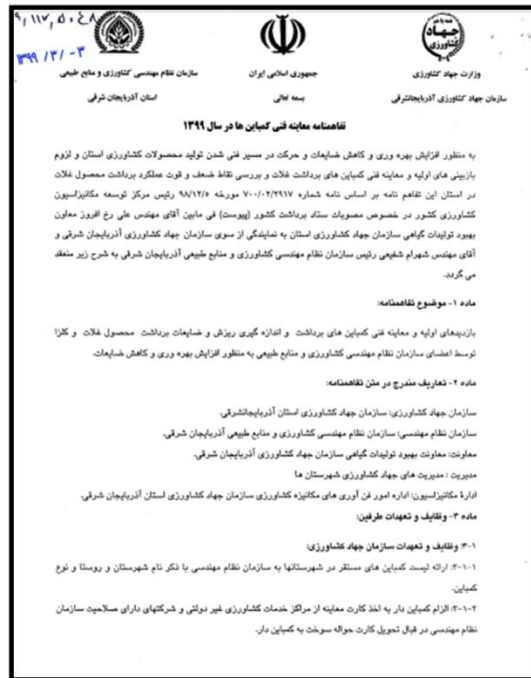 ۹,۱۱۷,۵۰۴۸
۱۳۹۹ /۳/ -۳
جهاد
کشاورزی
سازمان نظام مهندسی کشاورزی و منابع طبیعی
جمهوری اسلامی ایران
وزارت جهاد کشاورزی
استان آذربایجان شرقی
بسمه تعالی
سازمان جهاد کشاورزی آذربایجانشرقی
تفاهمنامه معاینه فنی کمباین ها در سال ۱۳۹۹
به منظور افزایش بهره وری و کاهش ضایعات و حرکت در مسیر فنی شدن تولید محصولات کشاورزی استان و لزوم
بازبینی های اولیه و معاینه فنی کمباین های برداشت غلات و بررسی نقاط ضعف و قوت عملکرد برداشت محصول غلات
در استان این تفاهم نامه بر اساس نامه شماره ۷۰۰/۰۲/۲۹۱۷ مورخه ۹۸/۱۲/۵ رئیس مرکز توسعه مکانیزاسیون
کشاورزی کشور در خصوص مصوبات ستاد برداشت کشور (پیوست) فی مابین آقای مهندس علی رخ افروز معاون
بهبود تولیدات گیاهی سازمان جهاد کشاورزی استان به نمایندگی از سوی سازمان جهاد کشاورزی آذربایجان شرقی و
آقای مهندس شهرام شفیعی رئیس سازمان نظام مهندسی کشاورزی و منابع طبیعی آذربایجان شرقی به شرح زیر منعقد
می گردد.
ماده ۱- موضوع تفاهمنامه:
بازدیدهای اولیه و معاینه فنی کمباین های برداشت و اندازه گیری ریزش و ضایعات برداشت محصول غلات و کلزا
توسط اعضای سازمان نظام مهندسی کشاورزی و منابع طبیعی به منظور افزایش بهره وری و کاهش ضایعات.
ماده ۲- تعاریف مندرج در متن تفاهمنامه:
سازمان جهاد کشاورزی: سازمان جهاد کشاورزی استان آذربایجانشرقی.
سازمان نظام مهندسی: سازمان نظام مهندسی کشاورزی و منابع طبیعی آذربایجان شرقی.
معاونت: معاونت بهبود تولیدات گیاهی سازمان جهاد کشاورزی آذربایجان شرقی.
مدیریت : مدیریت های جهاد کشاورزی شهرستان ها
ادارۀ مکانیزاسیون: اداره امور فن آوری های مکانیزه کشاورزی سازمان جهاد کشاورزی استان آذربایجان شرقی.
ماده ۳- وظایف و تعهدات طرفین:
۳-۱: وظایف و تعهدات سازمان جهاد کشاورزی:
۳-۱-۱: ارائه لیست کمباین های مستقر در شهرستانها به سازمان نظام مهندسی با ذکر نام شهرستان و روستا و نوع
کمباین.
۳-۱-۲: الزام کمباین دار به اخذ کارت معاینه از مراکز خدمات کشاورزی غیر دولتی و شرکتهای دارای صلاحیت سازمان
نظام مهندسی در قبال تحویل کارت حواله سوخت به کمباین دار.